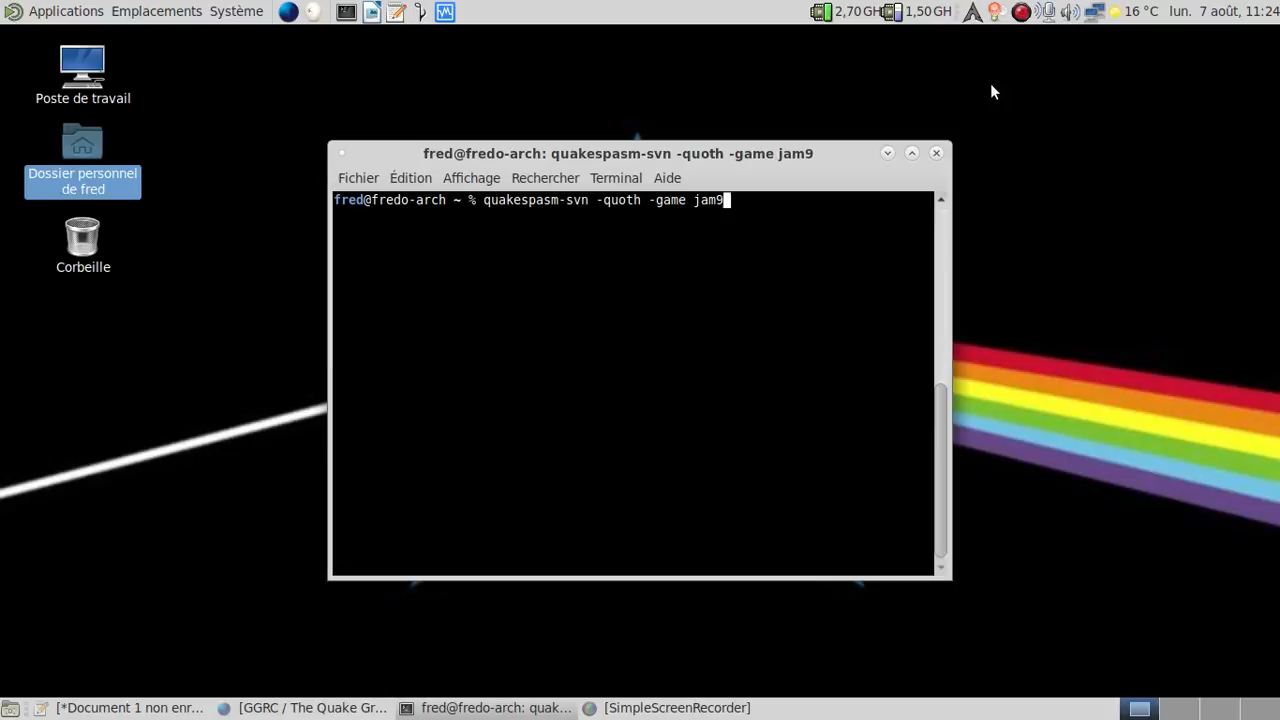 Applications Emplacements Système
2,70 GH
1,50 GH
16 °C
lun. 7 août, 11:24
Poste de travail
Dossier personnel
de fred
Corbeille
fred@fredo-arch: quakespasm-svn -quoth -game jam9
Fichier Édition Affichage Rechercher Terminal Aide
fred@fredo-arch ~ % quakespasm-svn -quoth -game jam9
[*Document 1 non enr...
[GGRC / The Quake Gr...
fred@fredo-arch: quak...
[SimpleScreenRecorder]